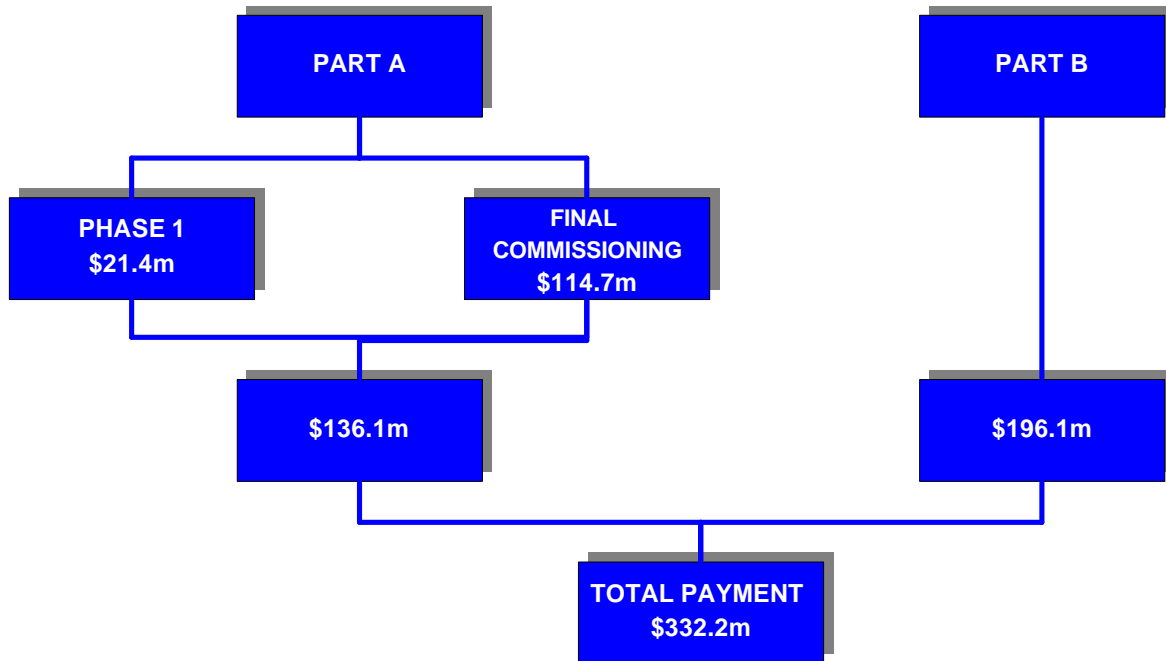 PART A
PART B
PHASE 1
$21.4m
FINAL
COMMISSIONING
$114.7m
$136.1m
$196.1m
TOTAL PAYMENT
$332.2m